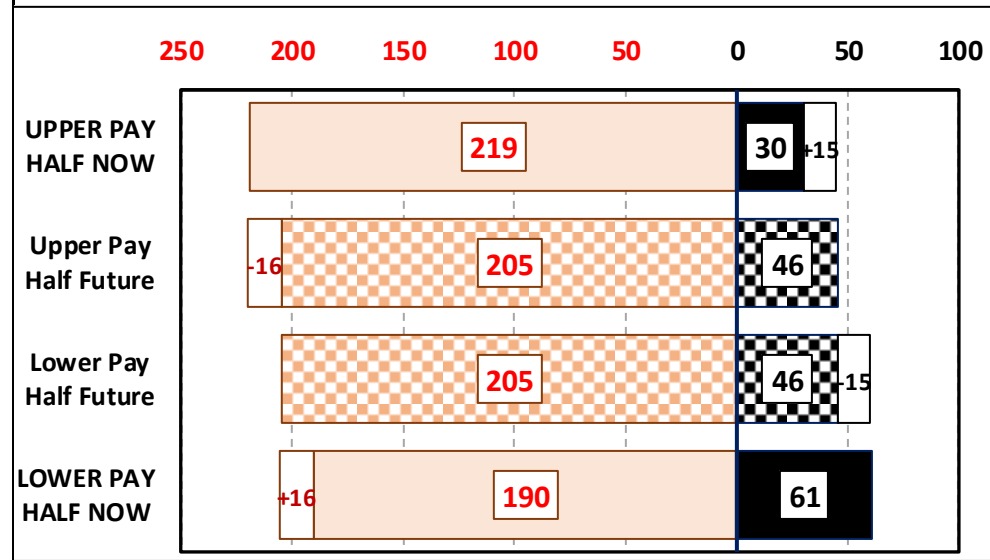 250 200 150 100 50 0 50 100
UPPER PAY
HALF NOW
219 30 +15
Upper Pay
Half Future
-16 205 46
Lower Pay
Half Future
205 46 -15
LOWER PAY
HALF NOW
+16 190 61